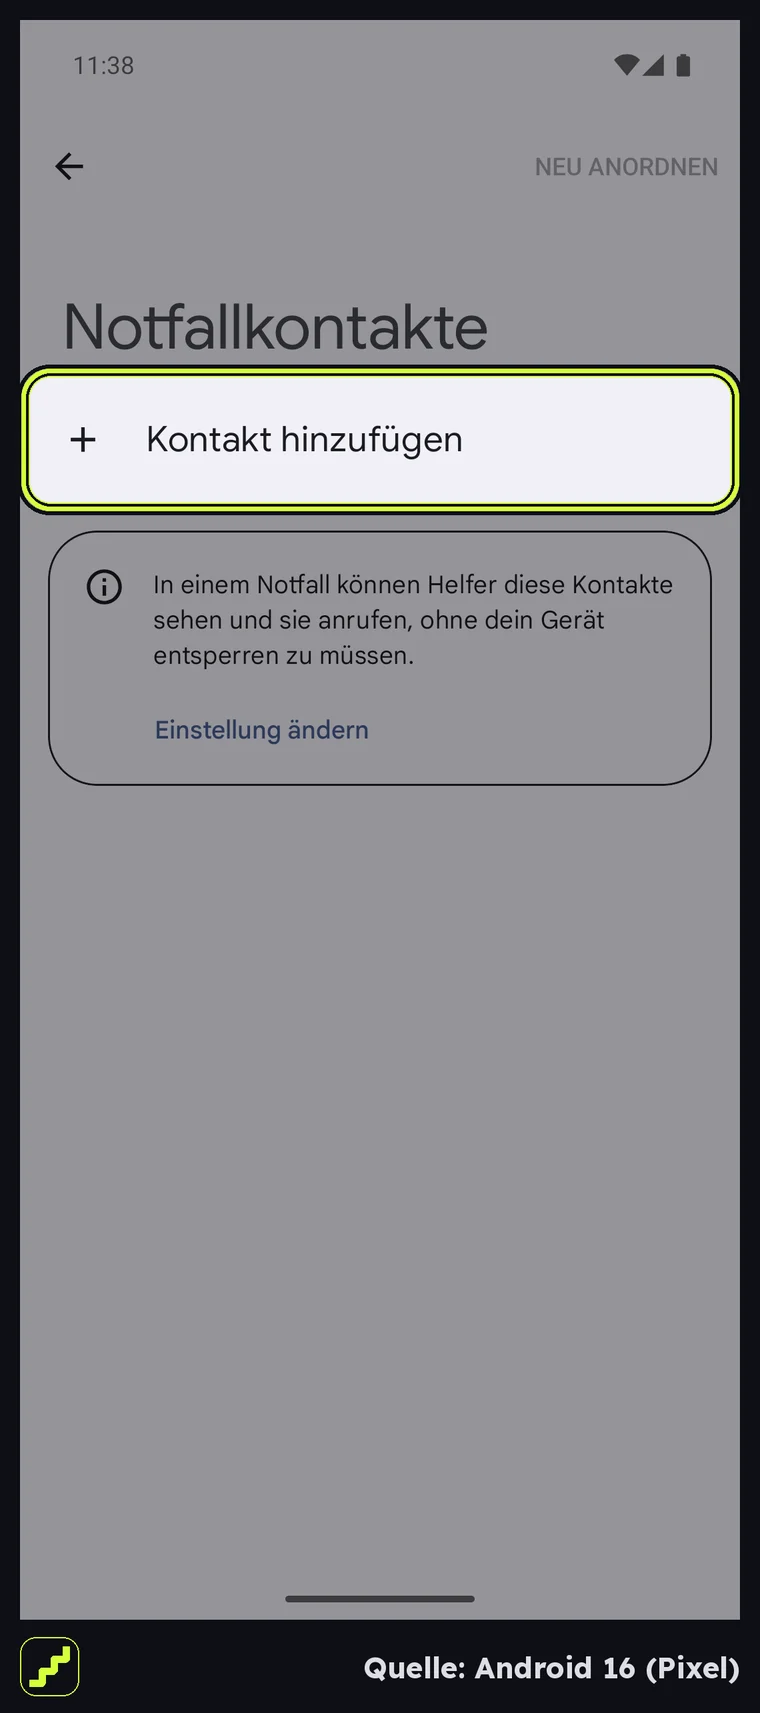 11:38
NEU ANORDNEN
Notfallkontakte
+ Kontakt hinzufügen
In einem Notfall können Helfer diese Kontakte
sehen und sie anrufen, ohne dein Gerät
entsperren zu müssen.
Einstellung ändern
Quelle: Android 16 (Pixel)